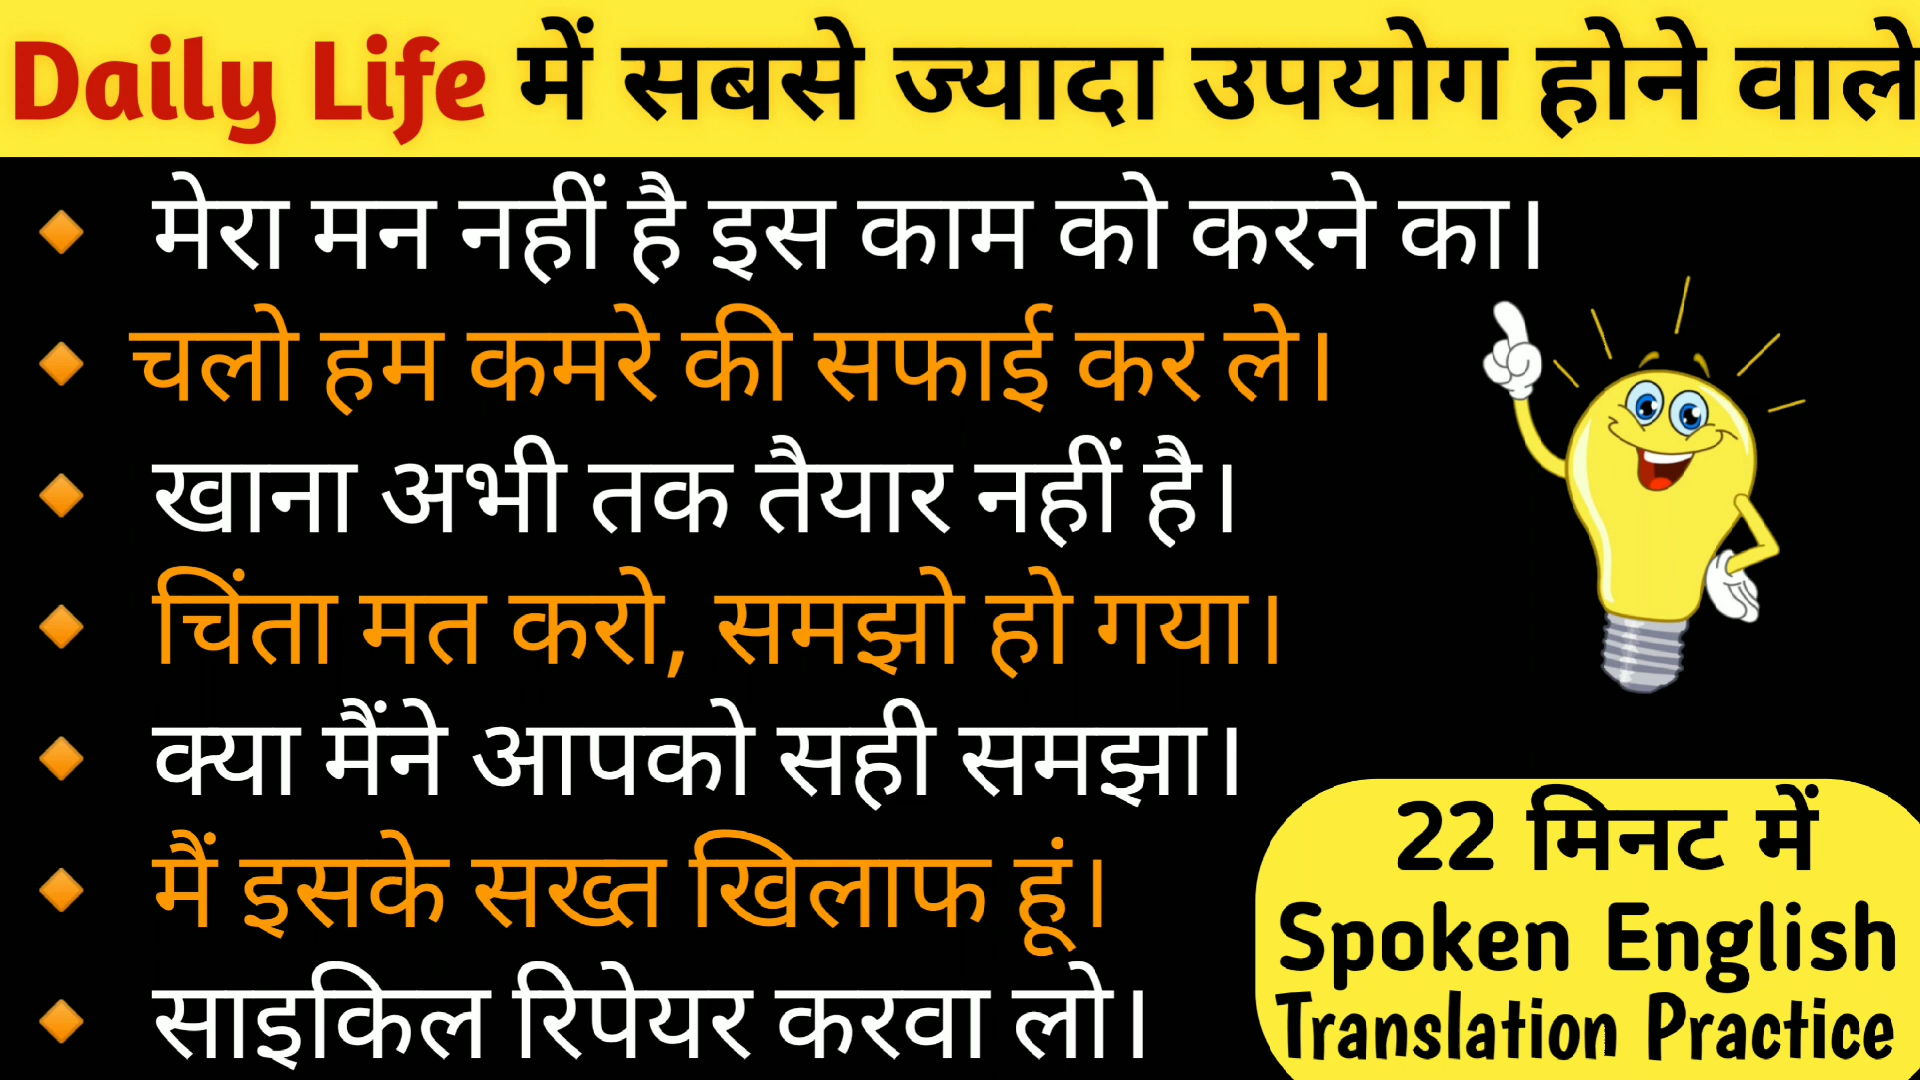 Daily Life में सबसे ज्यादा उपयोग होने वाले
मेरा मन नहीं है इस काम को करने का।
चलो हम कमरे की सफाई कर ले।
खाना अभी तक तैयार नहीं है।
चिंता मत करो, समझो हो गया।
क्या मैंने आपको सही समझा।
मैं इसके सख्त खिलाफ हूं।
साइकिल रिपेयर करवा लो।
22 मिनट में
Spoken English
Translation Practice